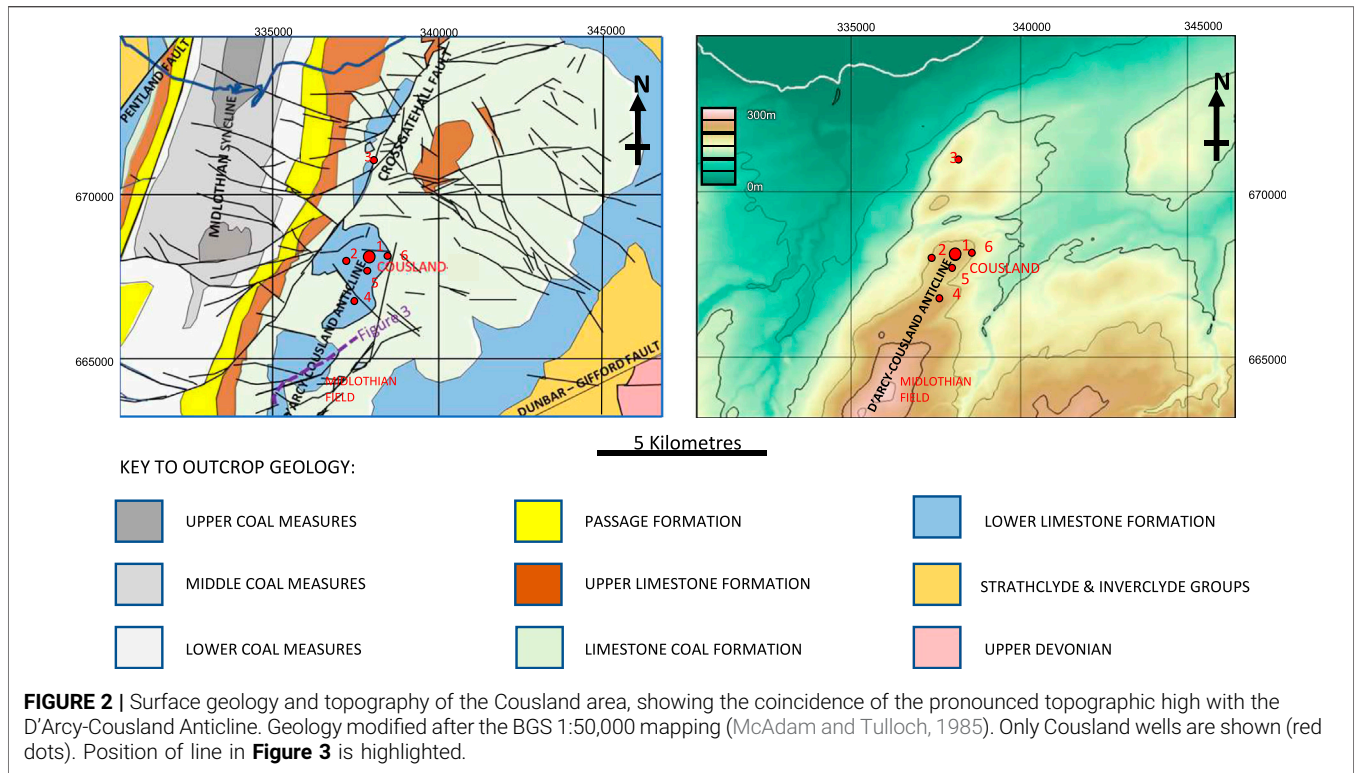 335000
340000
345000
335000
340000
345000
PENTLAND FAULT
MIDLOTHIAN SYNCLINE
CROSSGATEHALL FAULT
N
N
300m
0m
3
3
670000
670000
2
1
6
COUSLAND
5
4
2
1
6
COUSLAND
5
4
D'ARCY-COUSLAND ANTICLINE
D'ARCY-COUSLAND ANTICLINE
Figure 3
665000
665000
MIDLOTHIAN
FIELD
MIDLOTHIAN
FIELD
DUNBAR – GIFFORD FAULT
5 Kilometres
KEY TO OUTCROP GEOLOGY:
UPPER COAL MEASURES
PASSAGE FORMATION
LOWER LIMESTONE FORMATION
MIDDLE COAL MEASURES
UPPER LIMESTONE FORMATION
STRATHCLYDE & INVERCLYDE GROUPS
LOWER COAL MEASURES
LIMESTONE COAL FORMATION
UPPER DEVONIAN
FIGURE 2 | Surface geology and topography of the Cousland area, showing the coincidence of the pronounced topographic high with the
D'Arcy-Cousland Anticline. Geology modified after the BGS 1:50,000 mapping (McAdam and Tulloch, 1985). Only Cousland wells are shown (red
dots). Position of line in Figure 3 is highlighted.